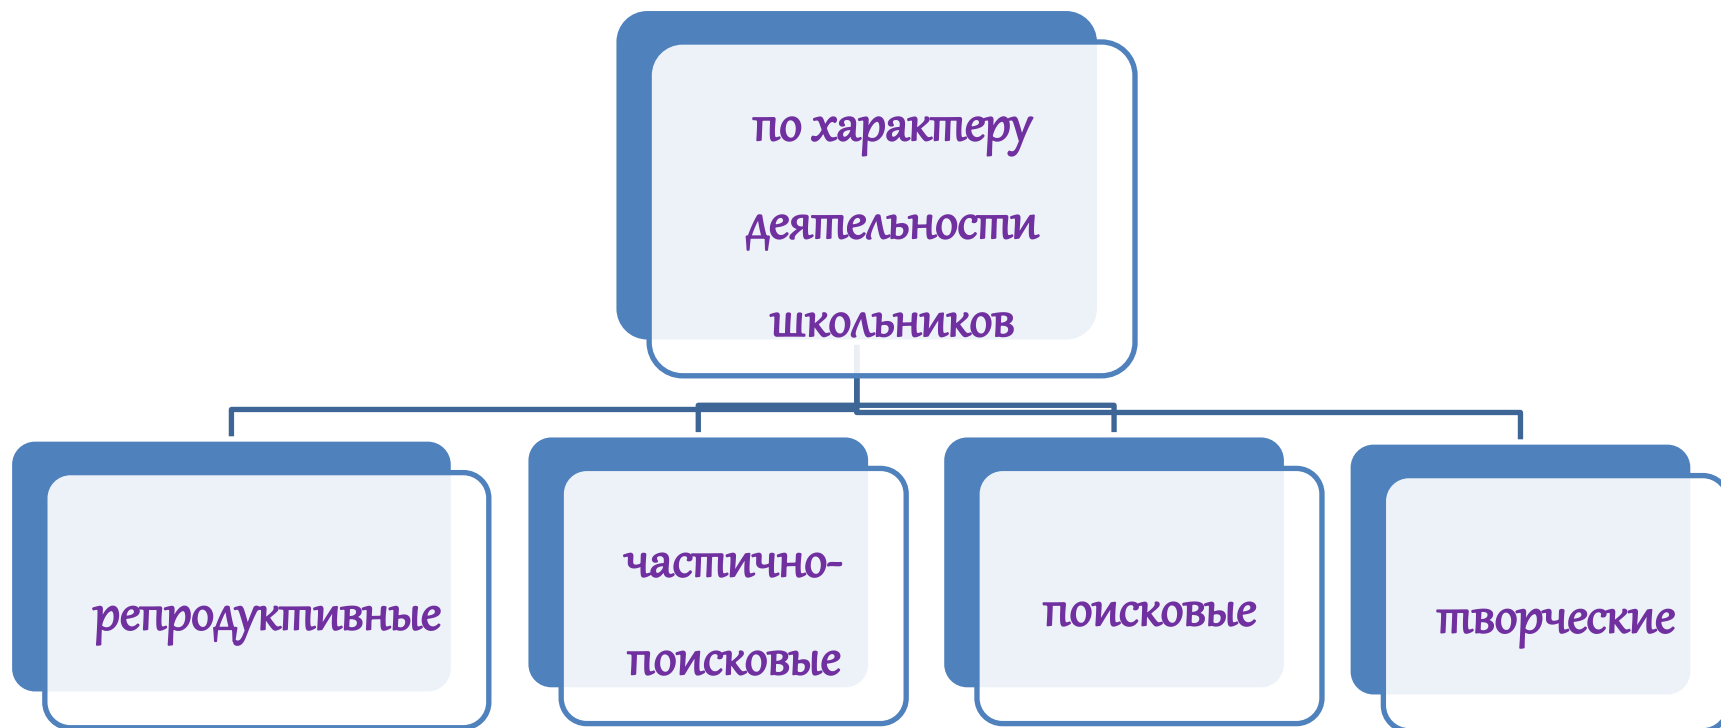 по характеру
деятельности
школьников
репродуктивные
частично-
поисковые
поисковые
творческие